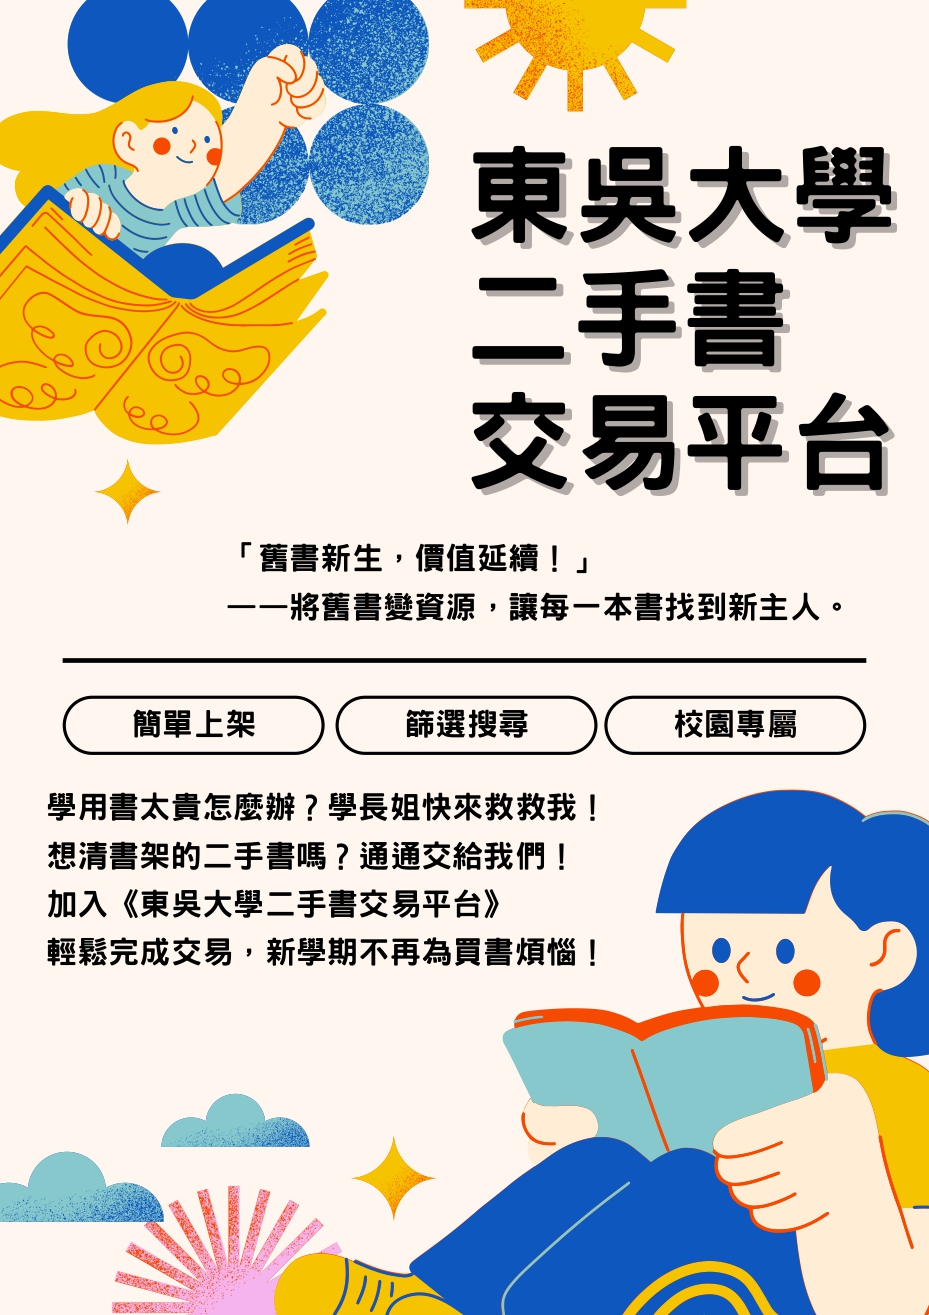 東吳大學
二手書
交易平台
「舊書新生，價值延續！」
——將舊書變資源，讓每一本書找到新主人。
簡單上架
篩選搜尋
校園專屬
學用書太貴怎麼辦？學長姐快來救救我！
想清書架的二手書嗎？通通交給我們！
加入《東吳大學二手書交易平台》
輕鬆完成交易，新學期不再為買書煩惱！